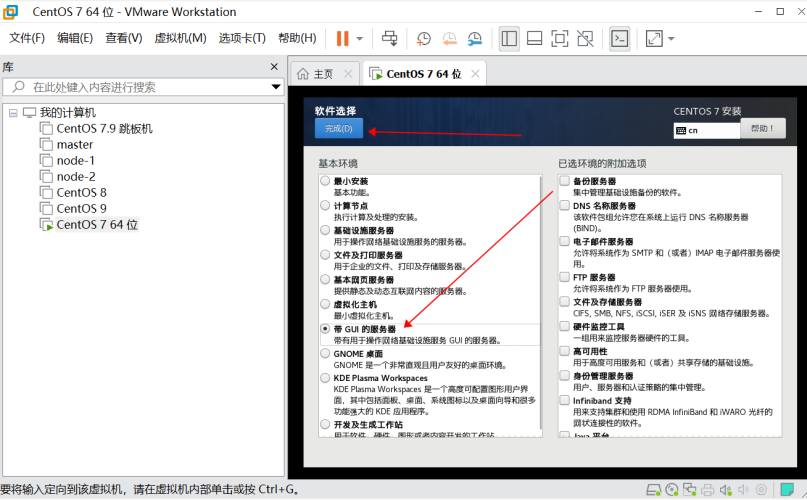 CentOS 7 64 位 - VMware Workstation
文件(F) 编辑(E) 查看(V) 虚拟机(M) 选项卡(T) 帮助(H)
库
在此处键入内容进行搜索
我的计算机
CentOS 7.9 跳板机
master
node-1
node-2
CentOS 8
CentOS 9
CentOS 7 64 位
主页
CentOS 7 64 位
软件选择
完成(D)
CENTOS 7 安装
cn
帮助！
基本环境
最小安装
基本功能。
计算节点
执行计算及处理的安装。
基础设施服务器
用于操作网络基础设施服务的服务器。
文件及打印服务器
用于企业的文件、打印及存储服务器。
基本网页服务器
提供静态及动态互联网内容的服务器。
虚拟化主机
最小虚拟化主机。
带 GUI 的服务器
带有用于操作网络基础设施服务 GUI 的服务器。
GNOME 桌面
GNOME 是一个非常直观且用户友好的桌面环境。
KDE Plasma Workspaces
KDE Plasma Workspaces 是一个高度可配置图形用户界
面，其中包括面板、桌面、系统图标以及桌面向导和很多
功能强大的 KDE 应用程序。
开发及生成工作站
用于软件、硬件、图形或者内容开发的工作站。
已选环境的附加选项
备份服务器
集中管理基础设施备份的软件。
DNS 名称服务器
该软件包组允许您在系统上运行 DNS 名称服务器
(BIND)。
电子邮件服务器
允许将系统作为 SMTP 和（或者）IMAP 电子邮件服务器使
用。
FTP 服务器
允许将系统作为 FTP 服务器使用。
文件及存储服务器
CIFS, SMB, NFS, iSCSI, iSER 及 iSNS 网络存储服务器。
硬件监控工具
一组用来监控服务器硬件的工具。
高可用性
用于高度可用服务和（或者）共享存储的基础设施。
身份管理服务器
用户、服务器和认证策略的集中管理。
Infiniband 支持
用来支持集群和使用 RDMA InfiniBand 和 iWARO 光纤的
网状连接性的软件。
Java 平台
要将输入定向到该虚拟机，请在虚拟机内部单击或按 Ctrl+G。